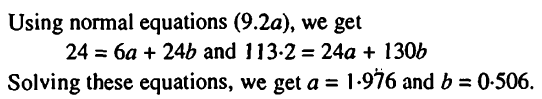 Using normal equations (9.2a), we get
24 = 6a + 24b and 113·2 = 24a + 130b
Solving these equations, we get a = 1·976 and b = 0·506.